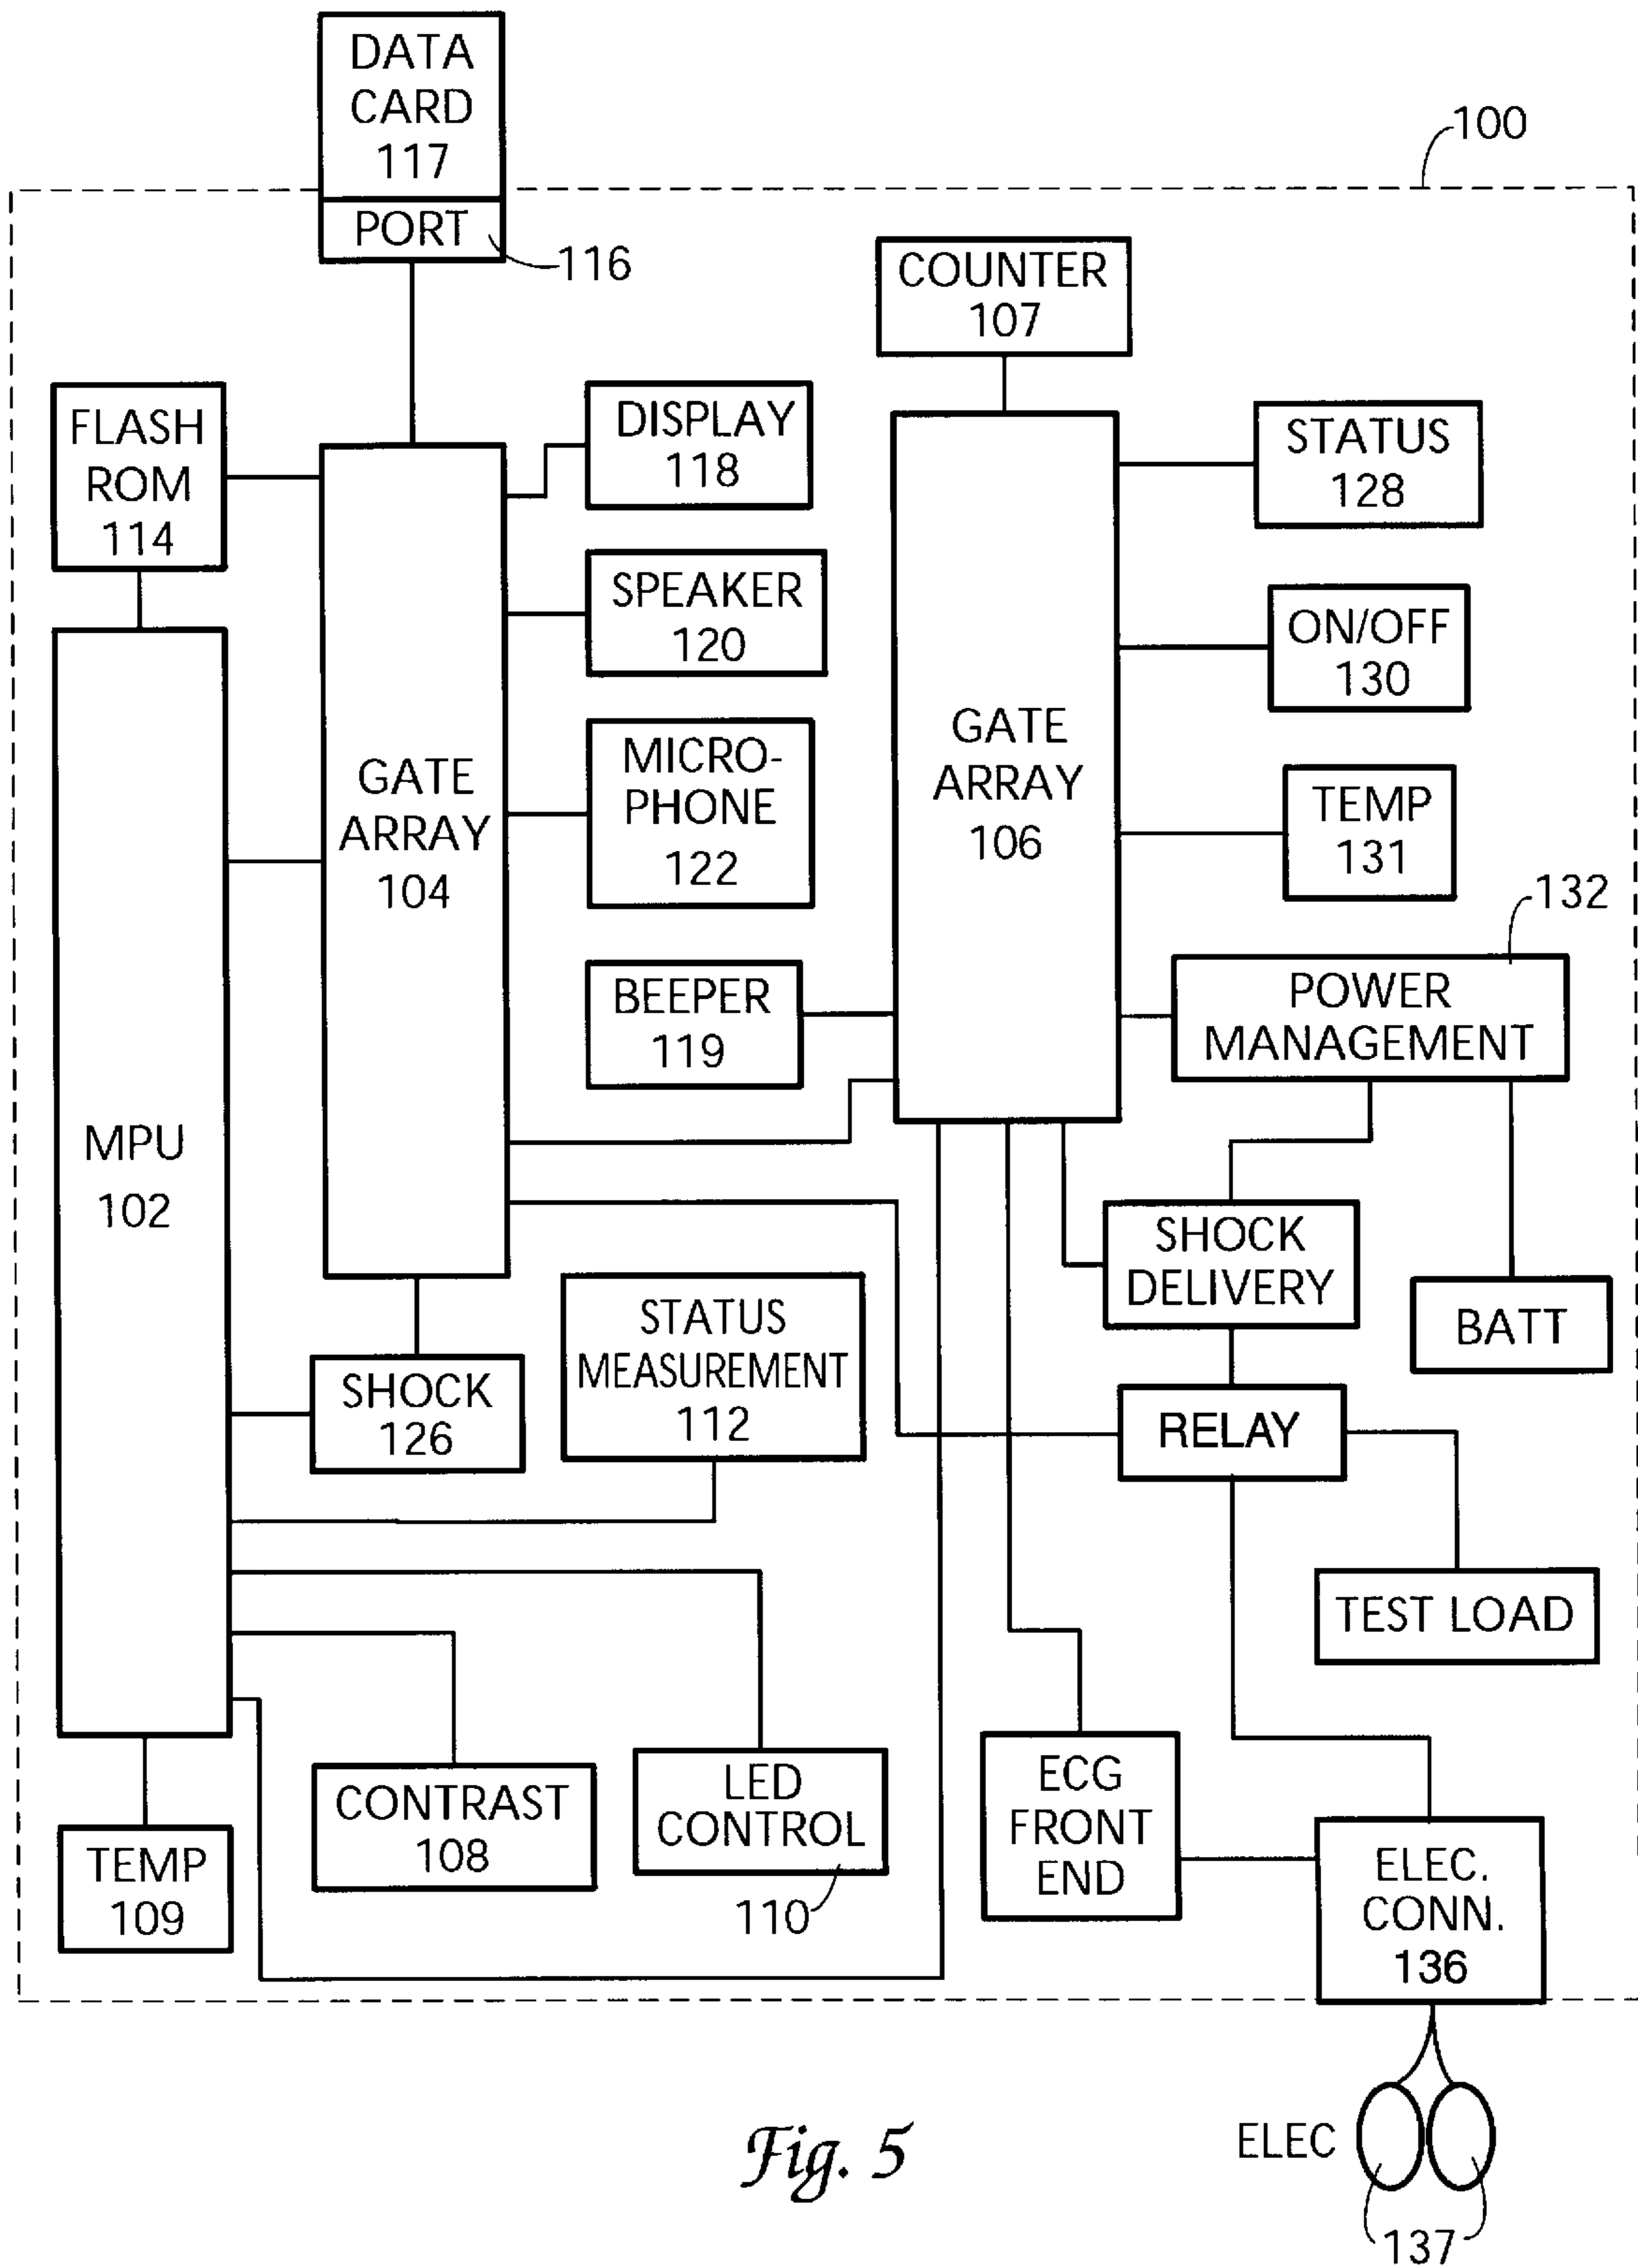 DATA
CARD
117
100
PORT
116
COUNTER
107
FLASH
ROM
114
DISPLAY
118
STATUS
128
SPEAKER
120
ON/OFF
130
GATE
ARRAY
104
MICRO-
PHONE
122
GATE
ARRAY
106
TEMP
131
132
BEEPER
119
POWER
MANAGEMENT
MPU
102
SHOCK
DELIVERY
STATUS
MEASUREMENT
112
BATT
SHOCK
126
RELAY
TEST LOAD
ECG
FRONT
END
LED
CONTROL
110
CONTRAST
108
TEMP
109
ELEC.
CONN.
136
ELEC
137
Fig. 5